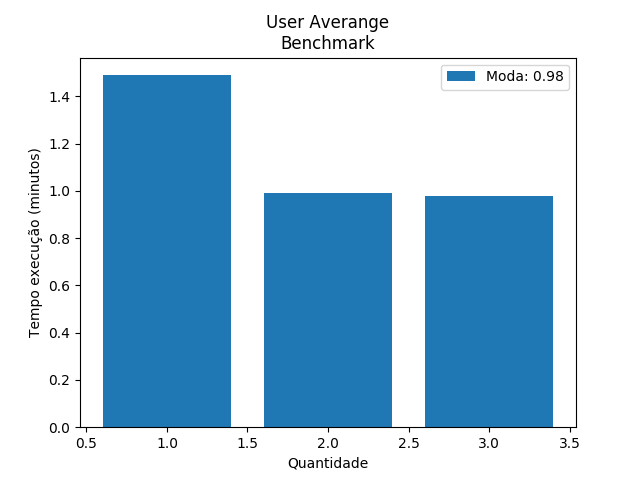 User Averange
Benchmark
Moda: 0.98
Tempo execução (minutos)
1.4
1.2
1.0
0.8
0.6
0.4
0.2
0.0
0.5 1.0 1.5 2.0 2.5 3.0 3.5
Quantidade